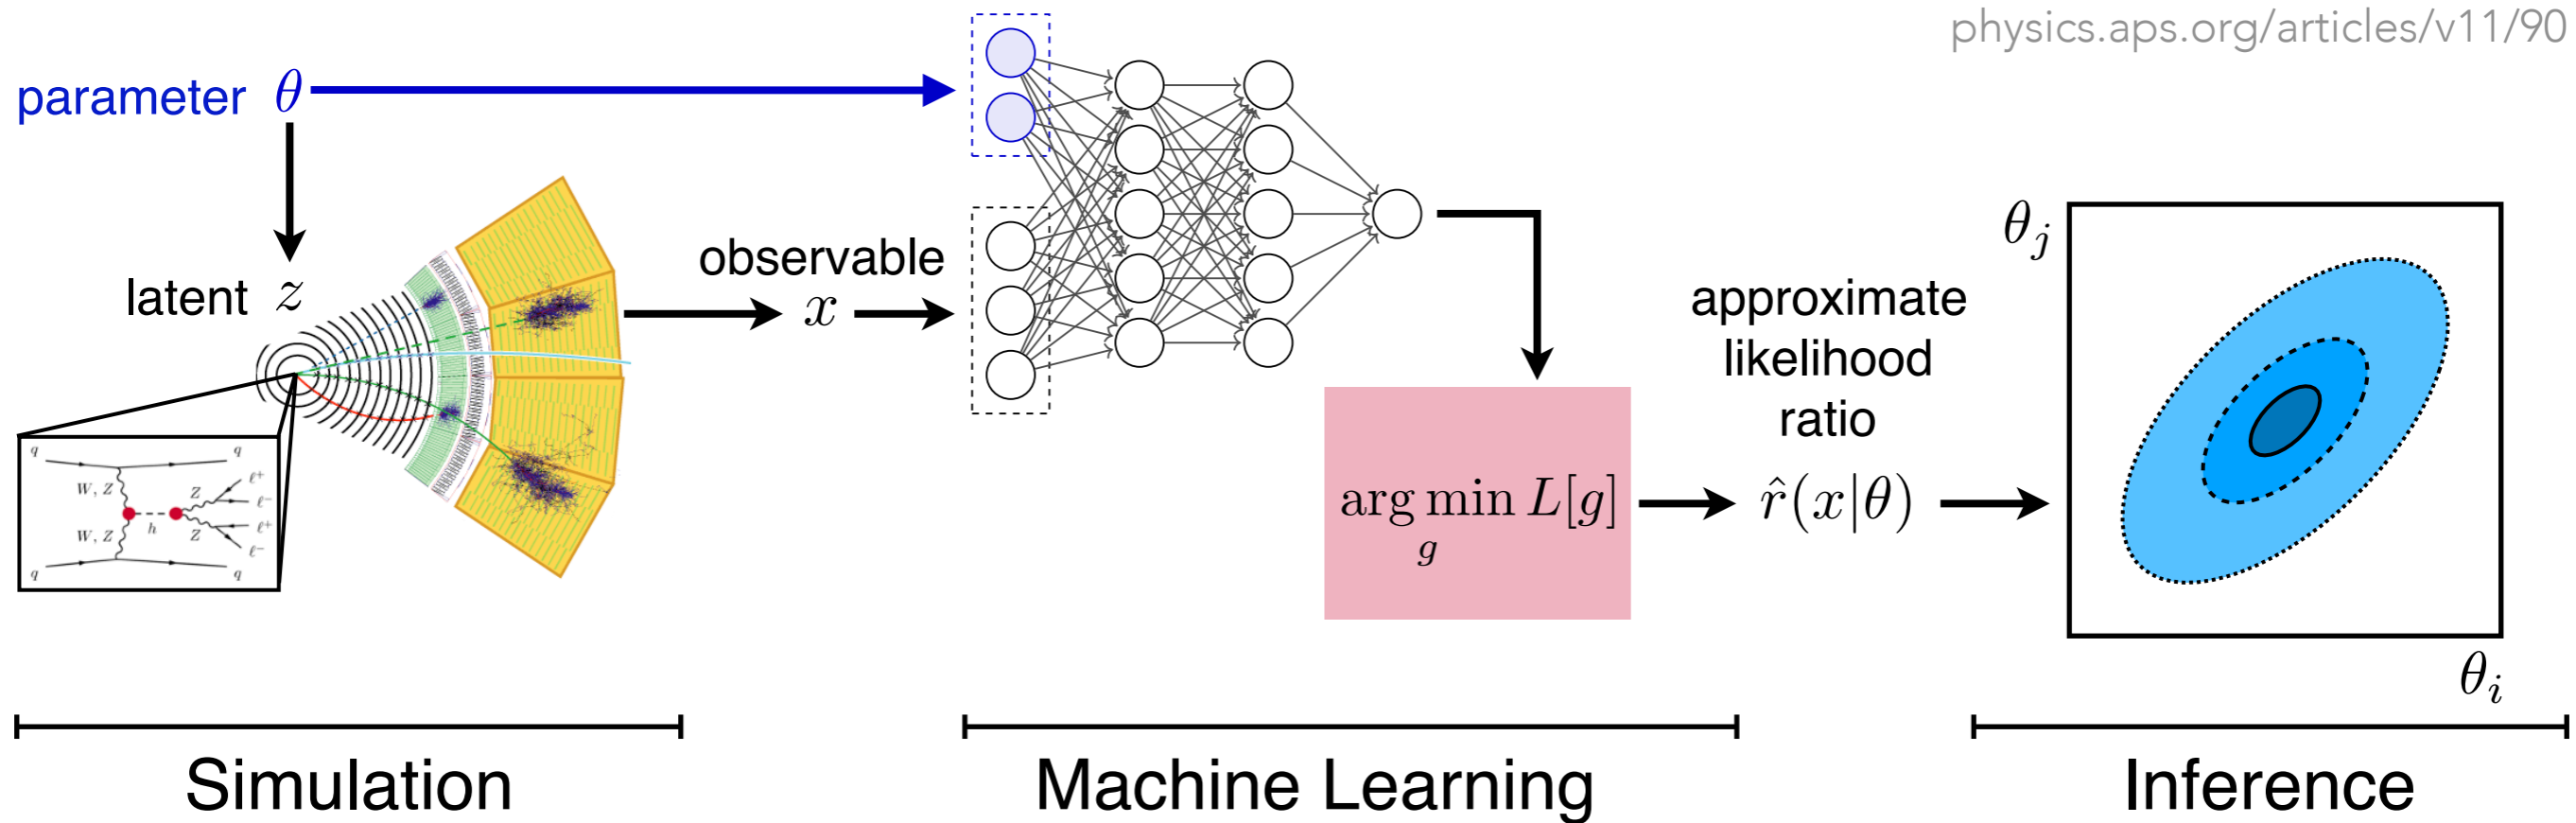 physics.aps.org/articles/v11/90
parameter θ
latent z
observable
x
q
q
W, Z
Z
ℓ+
ℓ−
h
W, Z
Z
ℓ+
ℓ−
q
q
arg min L[g]
g
approximate
likelihood
ratio
r̂(x|θ)
θj
θi
Simulation
Machine Learning
Inference